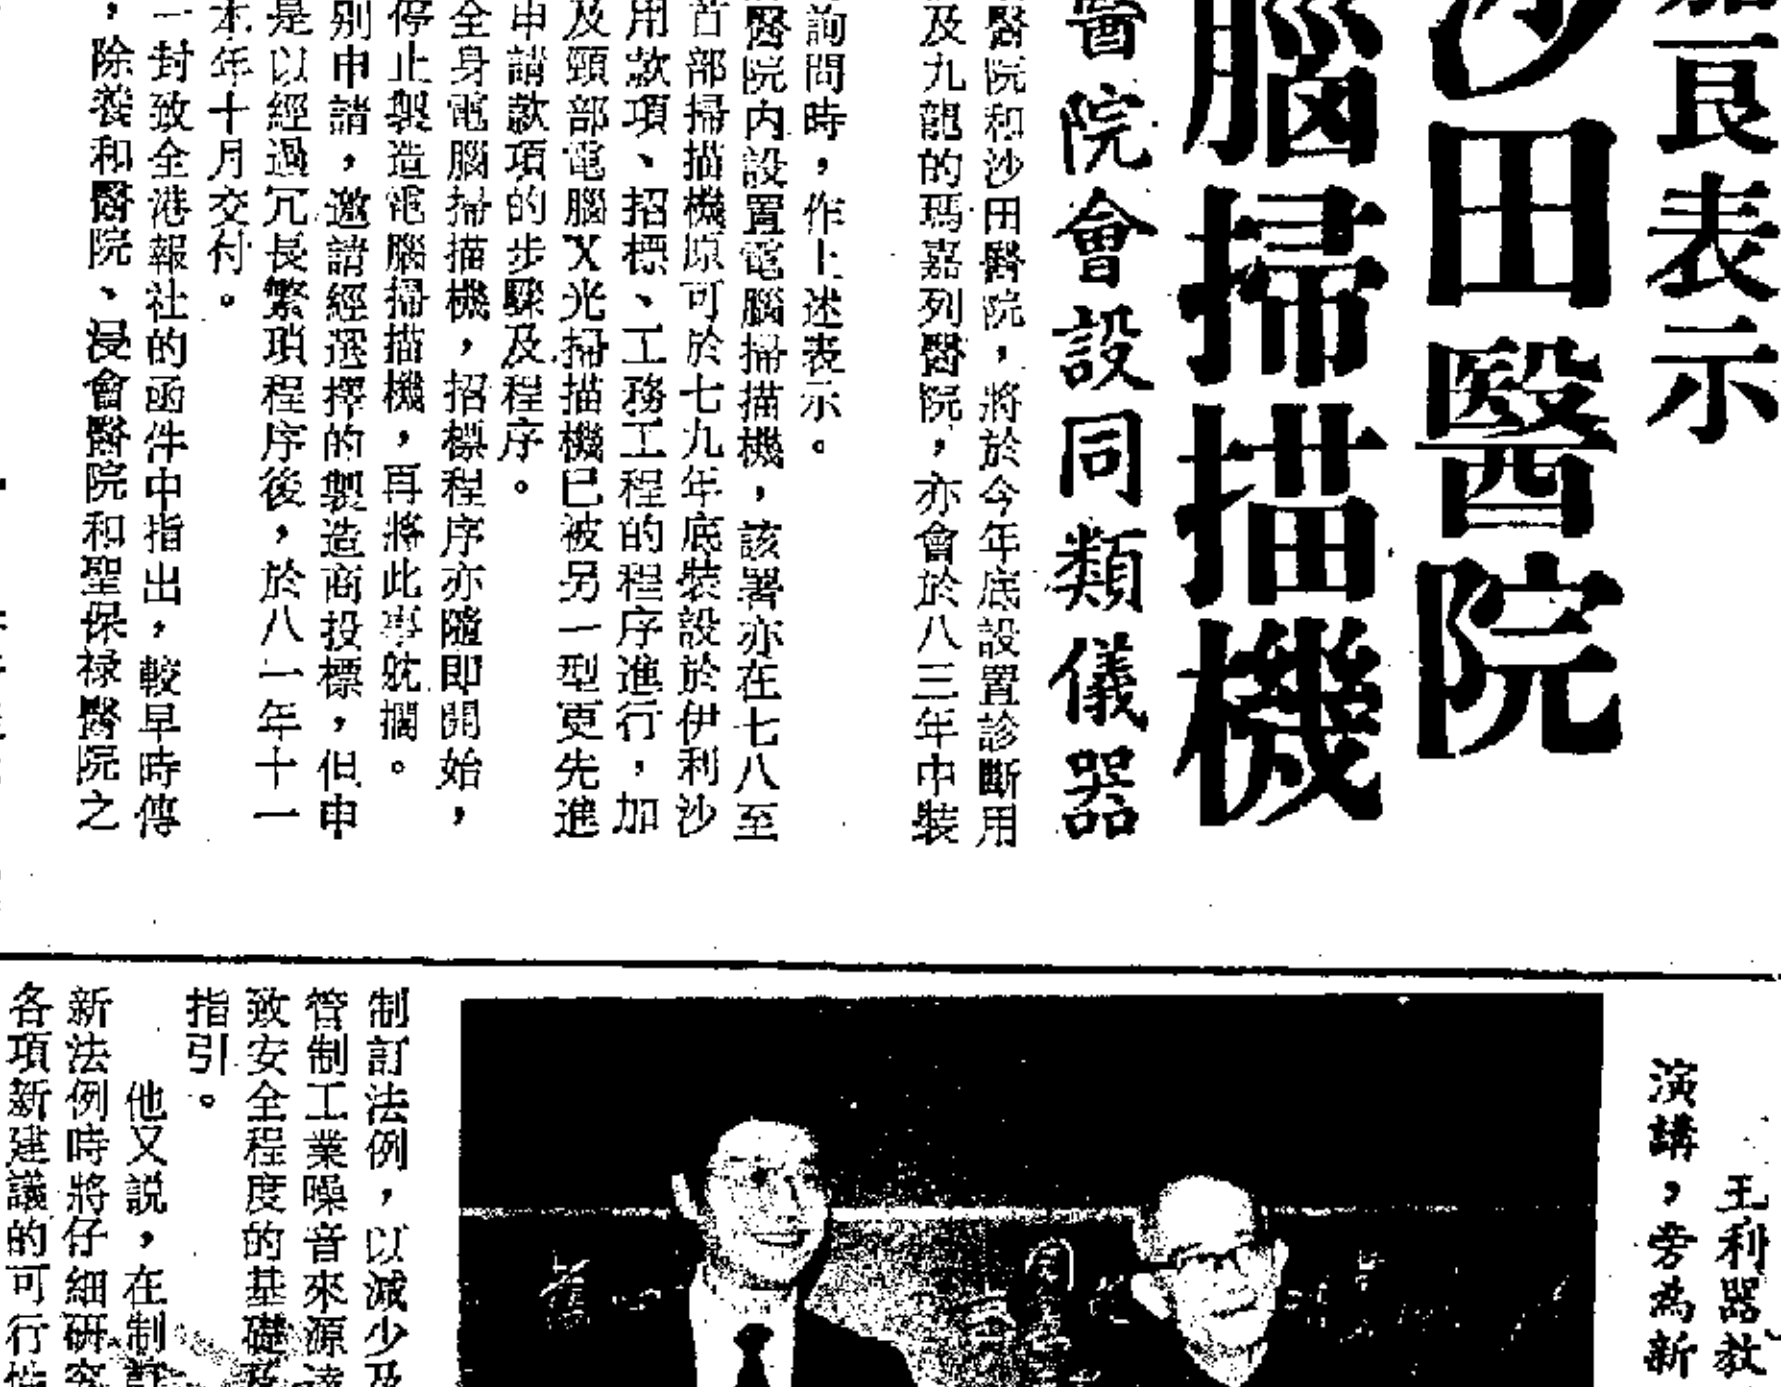 良表示
沙田醫院
腦掃描機
醫院會設同類儀器
醫院和沙田醫院，將於今年底設置診斷用
及九龍的瑪嘉列醫院，亦會於八三年中裝
詢問時，作上述表示。
醫院内設置電腦掃描機，該署亦在七八至
首部掃描機原可於七九年底裝設於伊利沙
用款項、招標、工務工程的程序進行，加
及頸部電腦X光掃描機已被另一型更先進
申請款項的步驟及程序。
全身電腦掃描機，招標程序亦隨即開始，
停止製造電腦掃描機，再將此事躭擱。
別申請，邀請經選擇的製造商投標，但申
是以經過冗長繁瑣程序後，於八一年十一
本年十月交付。
一封致全港報社的函件中指出，較早時傳
，除養和醫院、浸會醫院和聖保祿醫院之
王利器教
演講，旁為新
制訂法例，以減少及
管制工業噪音來源達
致安全程度的基礎
指引。
他又説，在制訂
新法例時將仔細研究
各項新建議的可行性